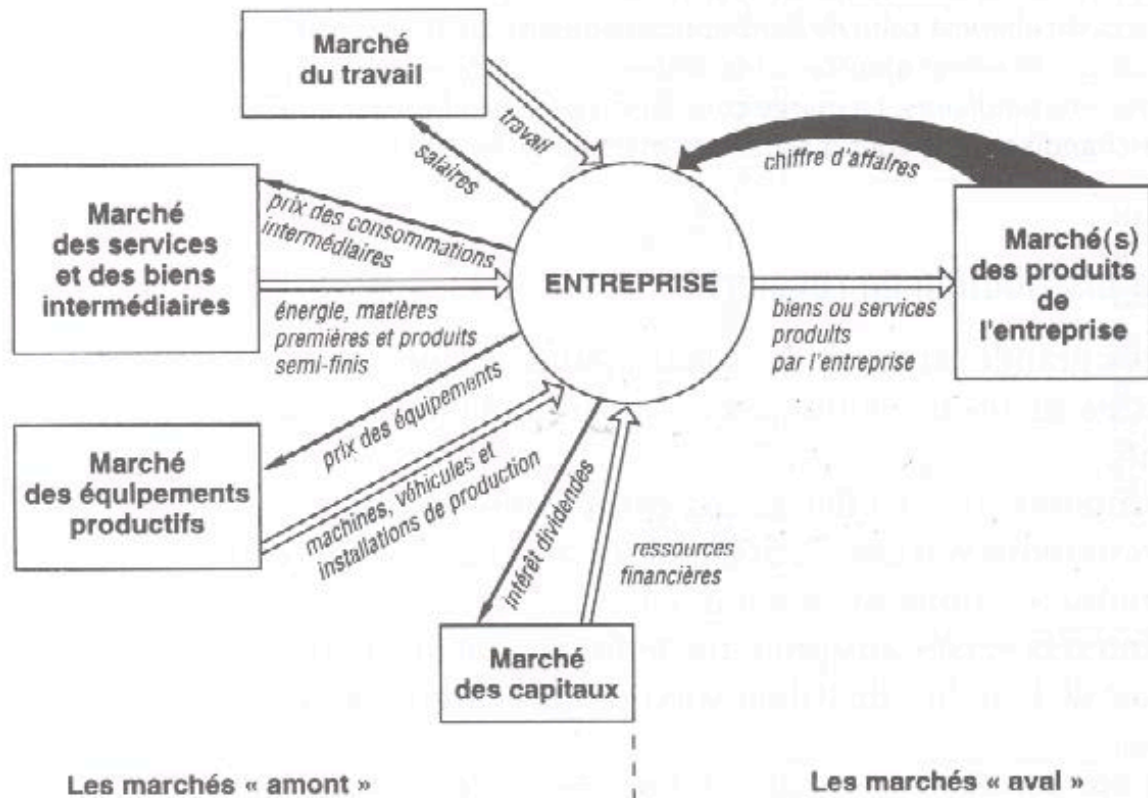 Marché
du travail
travail
salaires
chiffre d'affaires
Marché
des services
et des biens
intermédiaires
prix des consommations
intermédiaires
énergie, matières
premières et produits
semi-finis
ENTREPRISE
biens ou services
produits
par l'entreprise
Marché(s)
des produits
de
l'entreprise
Marché
des équipements
productifs
prix des équipements
machines, véhicules et
installations de production
intérêt dividendes
ressources
financières
Marché
des capitaux
Les marchés « amont »
Les marchés « aval »